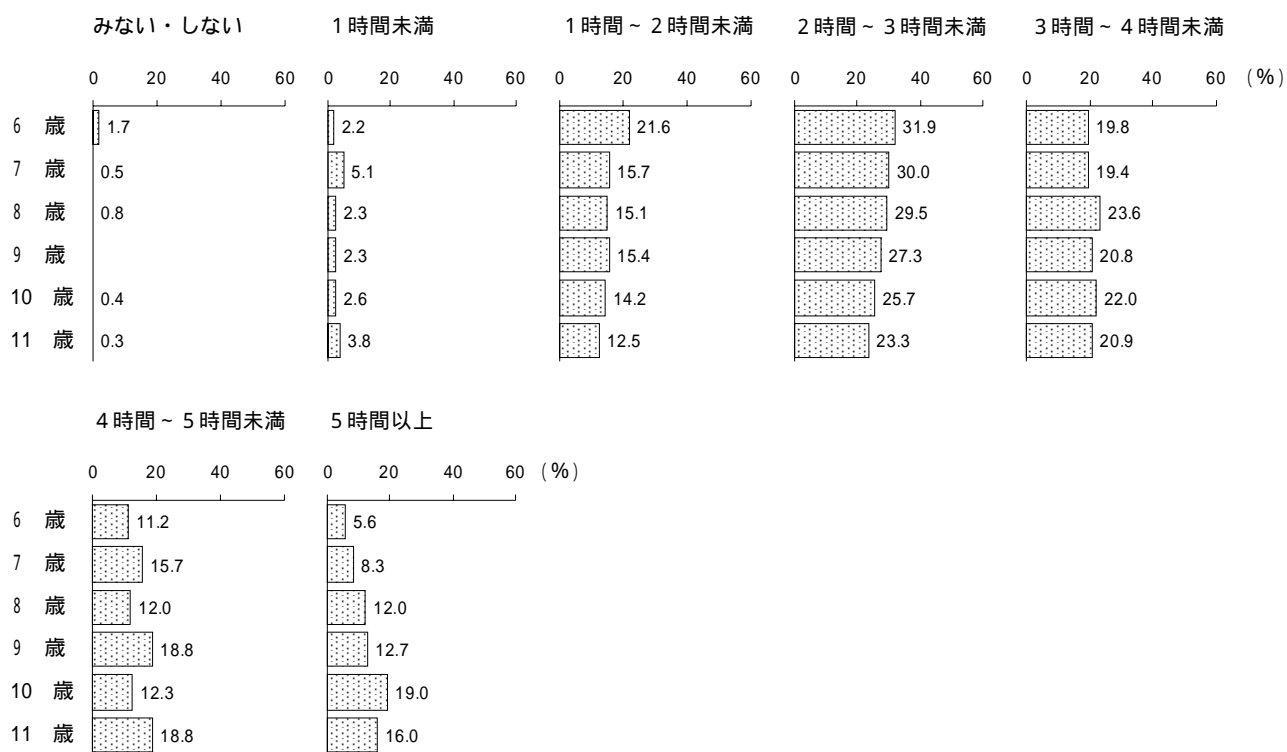 みない・しない 1時間未満 1時間~2時間未満 2時間~3時間未満 3時間~4時間未満
0 20 40 60 0 20 40 60 0 20 40 60 0 20 40 60 0 20 40 60 (%)
6 歳 1.7 2.2 21.6 31.9 19.8
7 歳 0.5 5.1 15.7 30.0 19.4
8 歳 0.8 2.3 15.1 29.5 23.6
9 歳 2.3 15.4 27.3 20.8
10 歳 0.4 2.6 14.2 25.7 22.0
11 歳 0.3 3.8 12.5 23.3 20.9
4時間~5時間未満 5時間以上
0 20 40 60 0 20 40 60 (%)
6 歳 11.2 5.6
7 歳 15.7 8.3
8 歳 12.0 12.0
9 歳 18.8 12.7
10 歳 12.3 19.0
11 歳 18.8 16.0